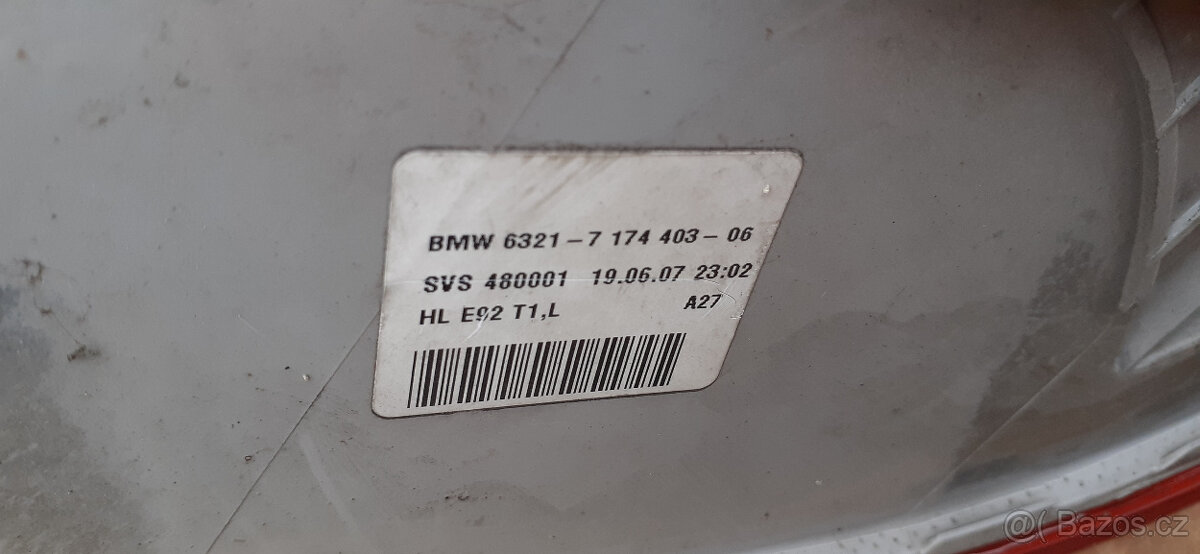 BMW 6321-7 174 403-06
SVS 480001 19.06.07 23:02
HL E92 T1,L A27
@( Bazos.cz